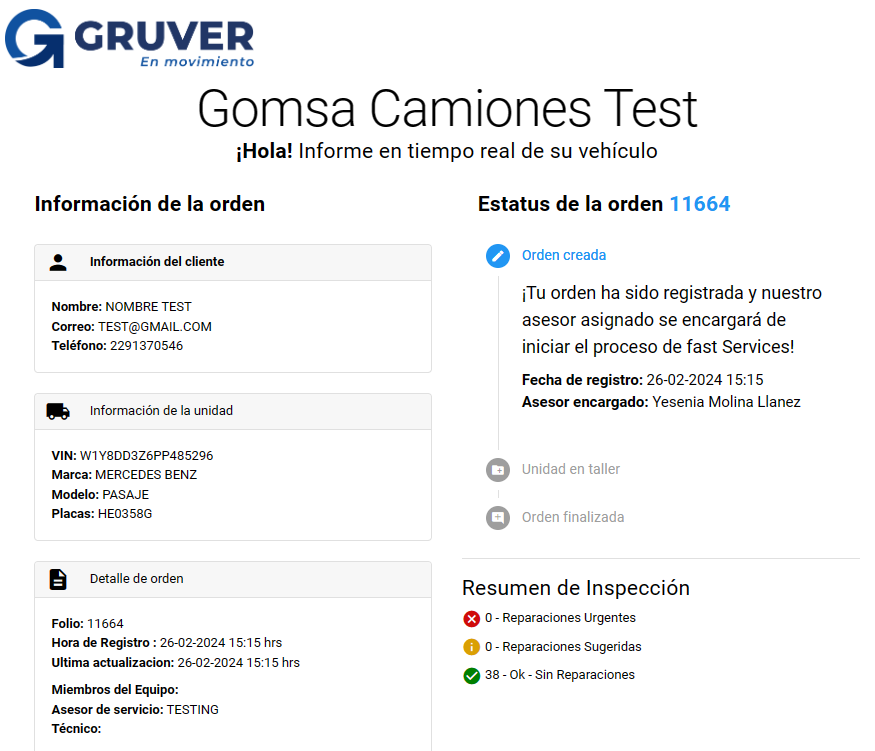 GRUVER
En movimiento
Gomsa Camiones Test
¡Hola! Informe en tiempo real de su vehículo
Información de la orden
Información del cliente
Nombre: NOMBRE TEST
Correo: TEST@GMAIL.COM
Teléfono: 2291370546
Información de la unidad
VIN: W1Y8DD3Z6PP485296
Marca: MERCEDES BENZ
Modelo: PASAJE
Placas: HE0358G
Detalle de orden
Folio: 11664
Hora de Registro : 26-02-2024 15:15 hrs
Ultima actualizacion: 26-02-2024 15:15 hrs
Miembros del Equipo:
Asesor de servicio: TESTING
Técnico:
Estatus de la orden 11664
Orden creada
¡Tu orden ha sido registrada y nuestro
asesor asignado se encargará de
iniciar el proceso de fast Services!
Fecha de registro: 26-02-2024 15:15
Asesor encargado: Yesenia Molina Llanez
Unidad en taller
Orden finalizada
Resumen de Inspección
0 - Reparaciones Urgentes
0 - Reparaciones Sugeridas
38 - Ok - Sin Reparaciones